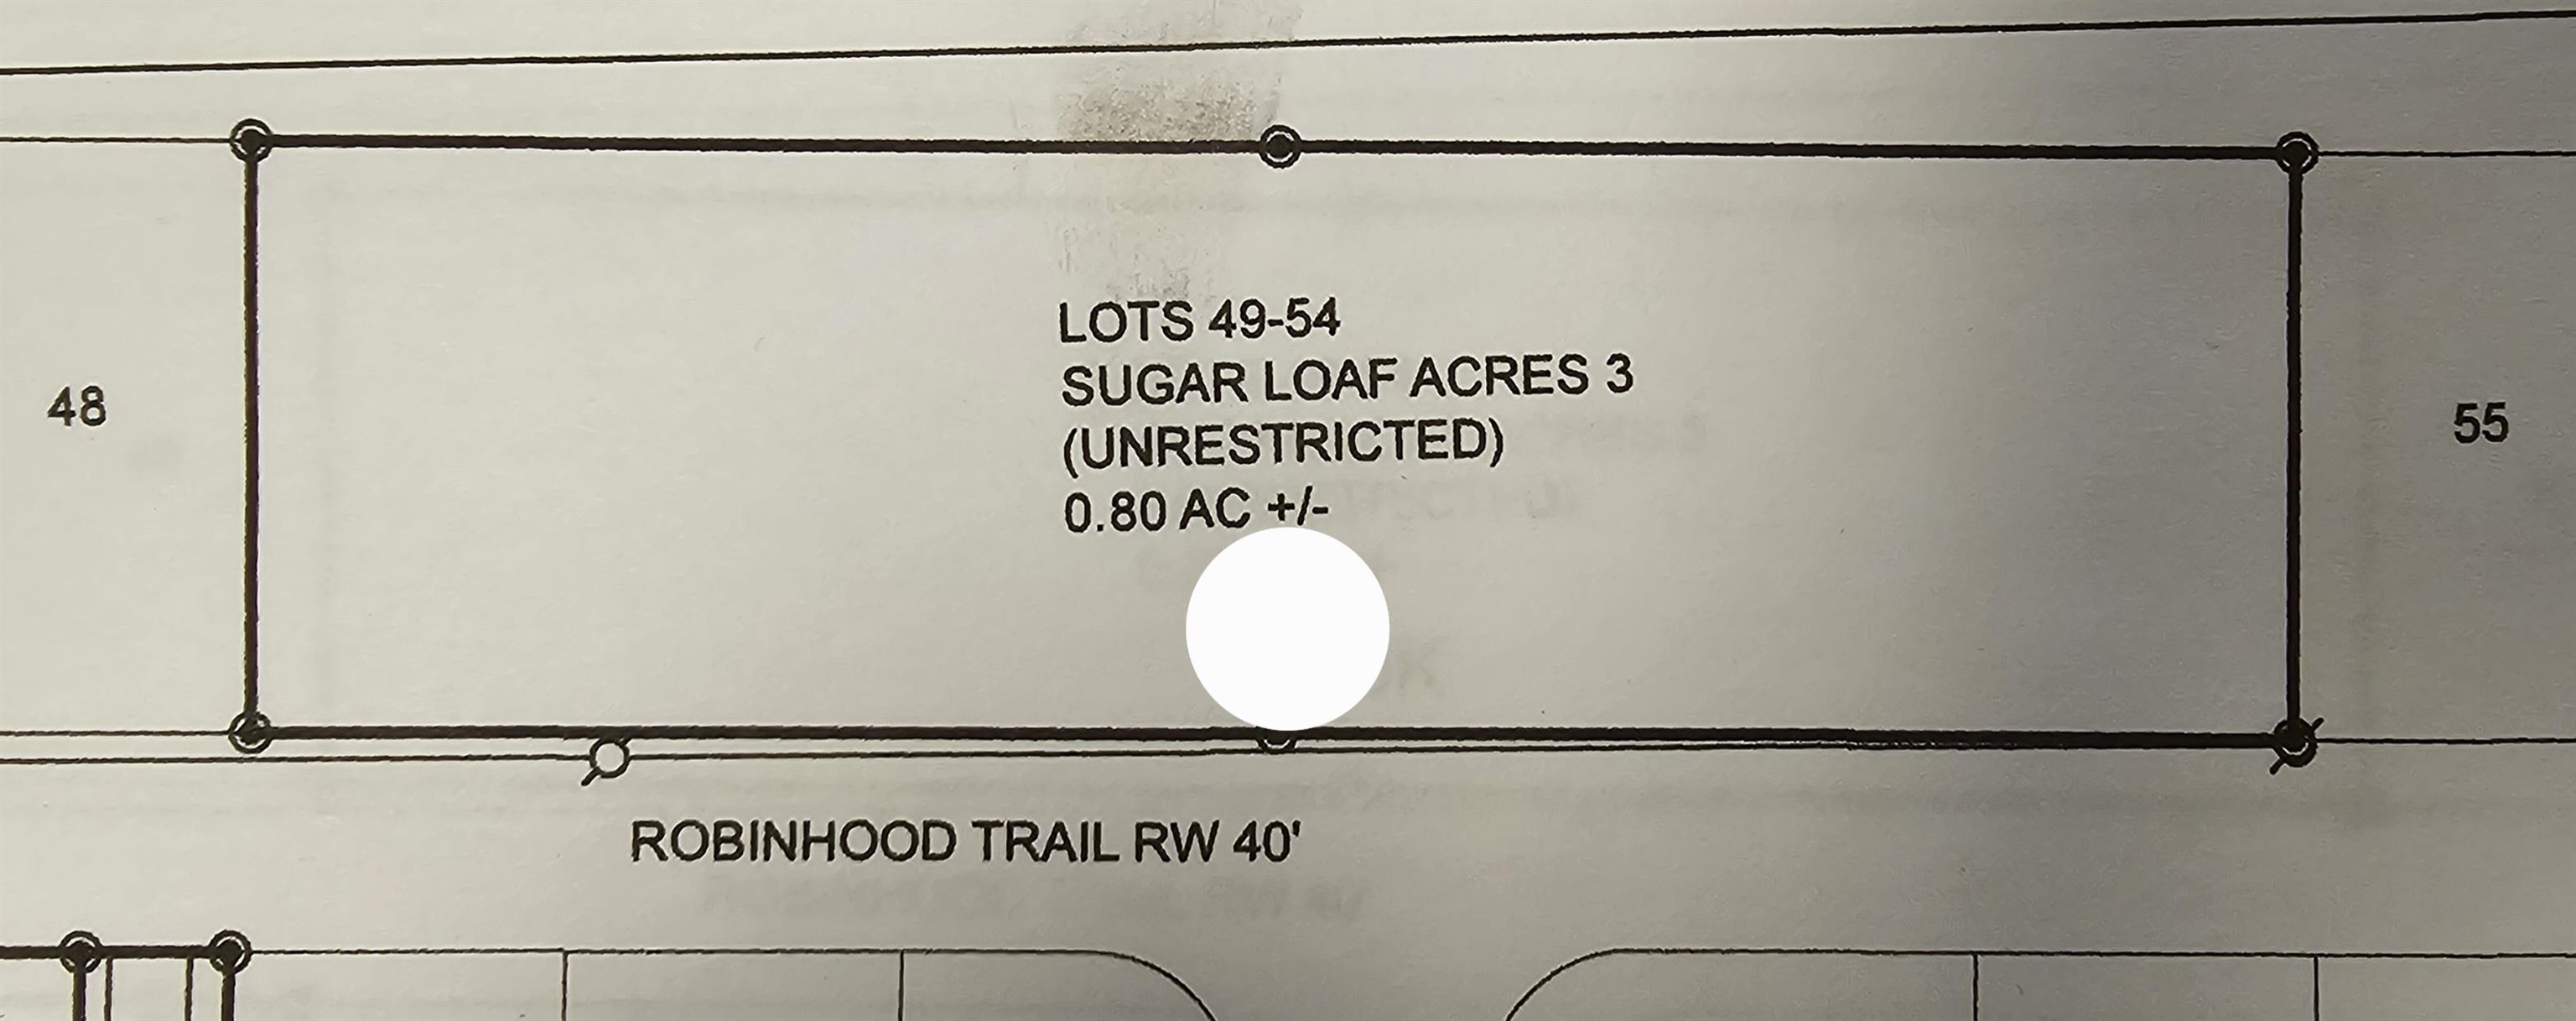 LOTS 49-54
SUGAR LOAF ACRES 3
(UNRESTRICTED)
0.80 AC +/-
48
55
ROBINHOOD TRAIL RW 40'